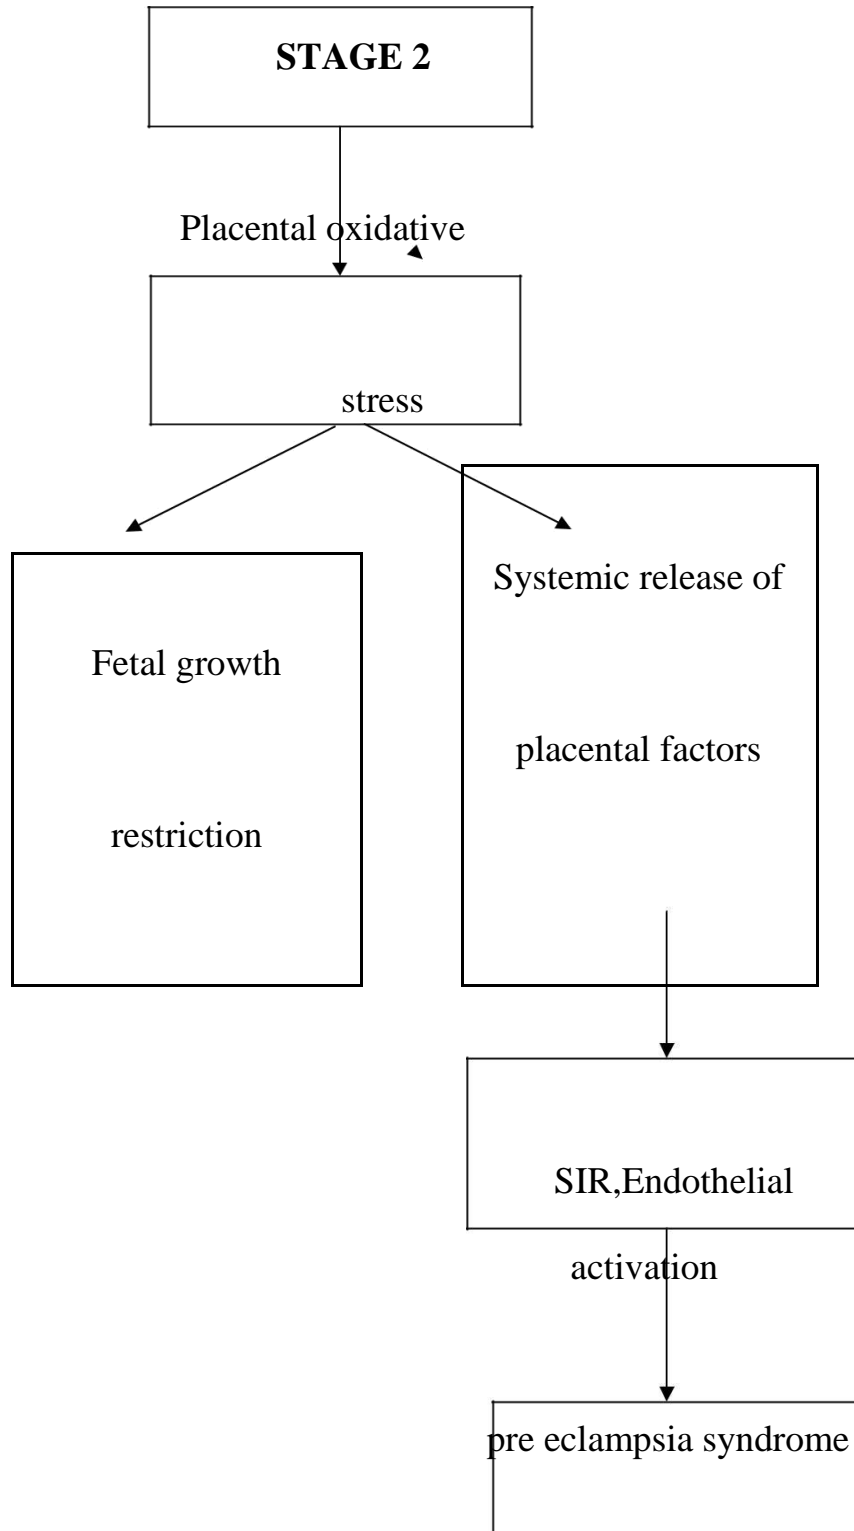 STAGE 2
Placental oxidative
stress
Systemic release of
Fetal growth
placental factors
restriction
SIR,Endothelial
activation
pre eclampsia syndrome